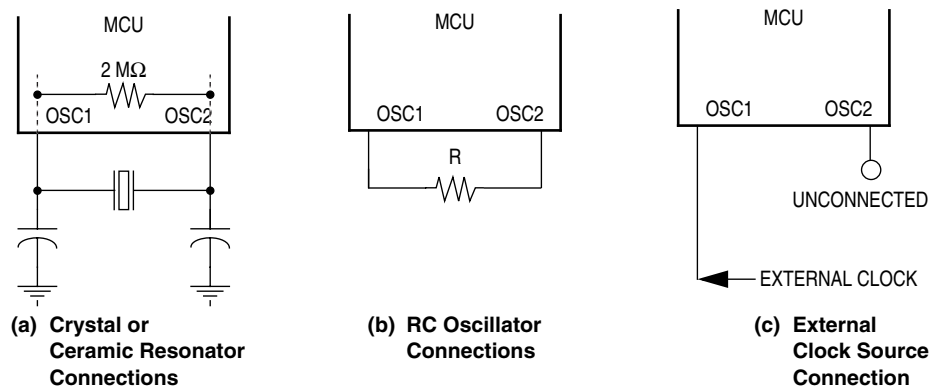 MCU
2 MΩ
OSC1
OSC2
(a) Crystal or
Ceramic Resonator
Connections
MCU
OSC1
OSC2
R
(b) RC Oscillator
Connections
MCU
OSC1
OSC2
UNCONNECTED
EXTERNAL CLOCK
(c) External
Clock Source
Connection